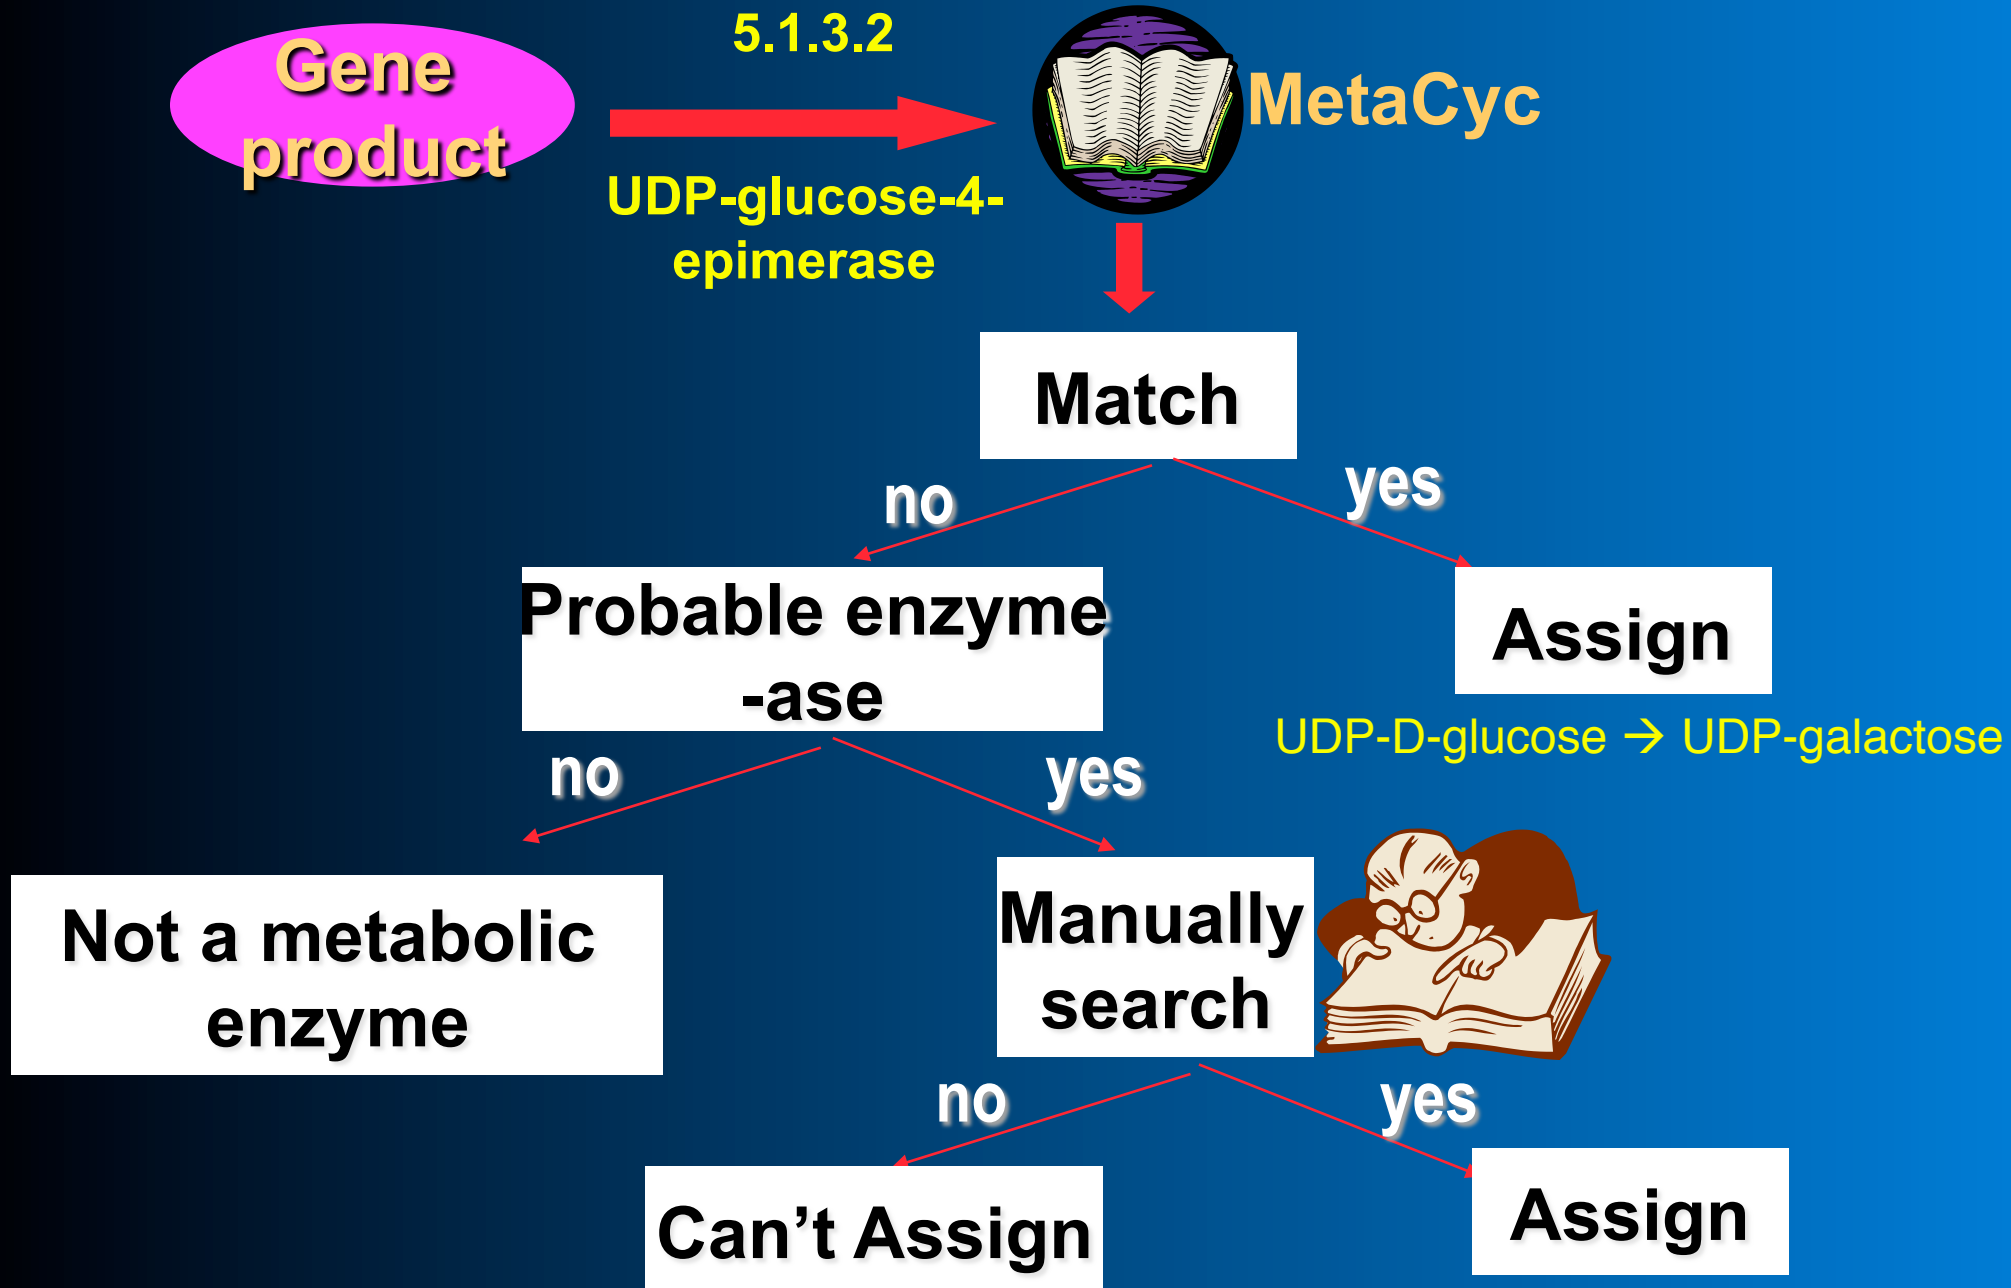 Gene
product
5.1.3.2
UDP-glucose-4-
epimerase
MetaCyc
Match
no
yes
Probable enzyme
-ase
Assign
UDP-D-glucose → UDP-galactose
no
yes
Not a metabolic
enzyme
Manually
search
no
yes
Can’t Assign
Assign